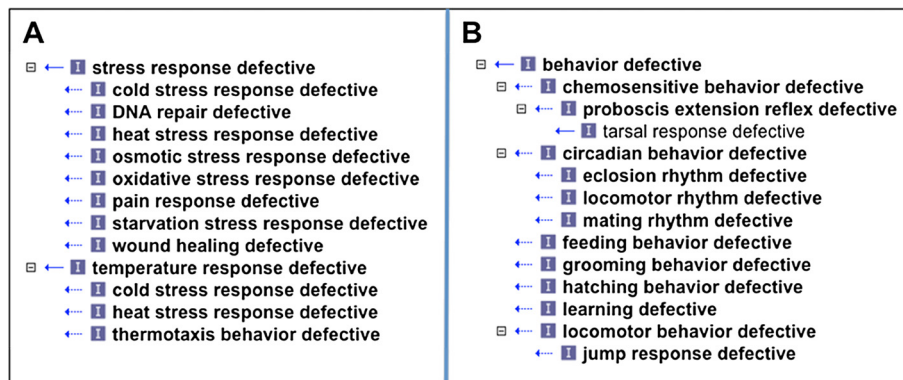 A
stress response defective
cold stress response defective
DNA repair defective
heat stress response defective
osmotic stress response defective
oxidative stress response defective
pain response defective
starvation stress response defective
wound healing defective
temperature response defective
cold stress response defective
heat stress response defective
thermotaxis behavior defective
B
behavior defective
chemosensitive behavior defective
proboscis extension reflex defective
tarsal response defective
circadian behavior defective
eclosion rhythm defective
locomotor rhythm defective
mating rhythm defective
feeding behavior defective
grooming behavior defective
hatching behavior defective
learning defective
locomotor behavior defective
jump response defective